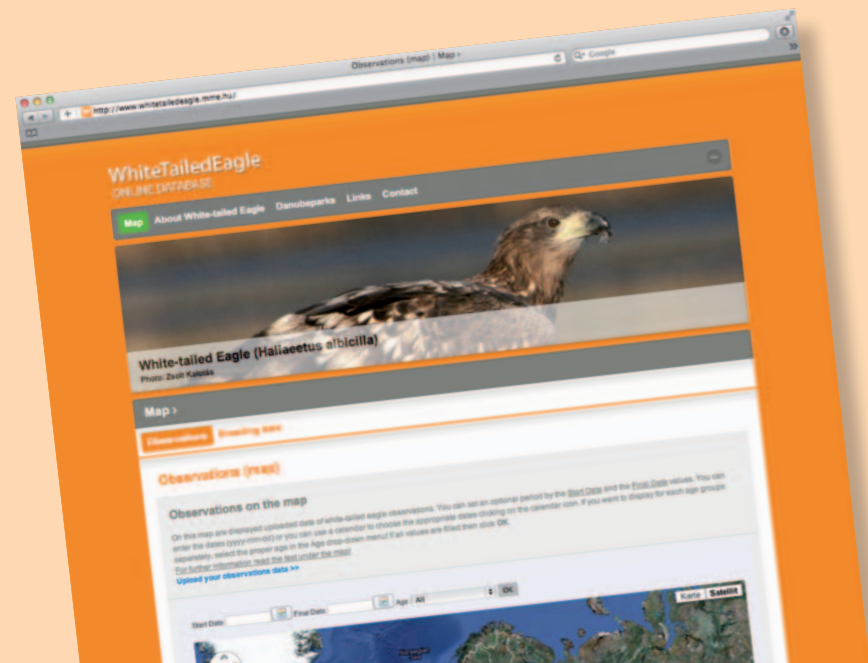 Observations (map) | Map ›
http://www.whitetailedeagle.mme.hu/
Google
WhiteTailedEagle
ONLINE DATABASE
Map About White-tailed Eagle Danubeparks Links Contact
White-tailed Eagle (Haliaeetus albicilla)
Photo: Zsolt Kalotás
Map ›
Observations Breeding data
Observations (map)
Observations on the map
On this map are displayed uploaded data of white-tailed eagle observations. You can set an optional period by the Start Date and the Final Date values. You can
enter the dates (yyyy-mm-dd) or you can use a calendar to choose the appropriate dates clicking on the calendar icon. If you want to display for each age groups
separately, select the proper age in the Age drop-down menu! If all values are filled then click OK.
For further information read the text under the map!
Upload your observations data >>
Start Date Final Date Age All OK
Karte Satellit